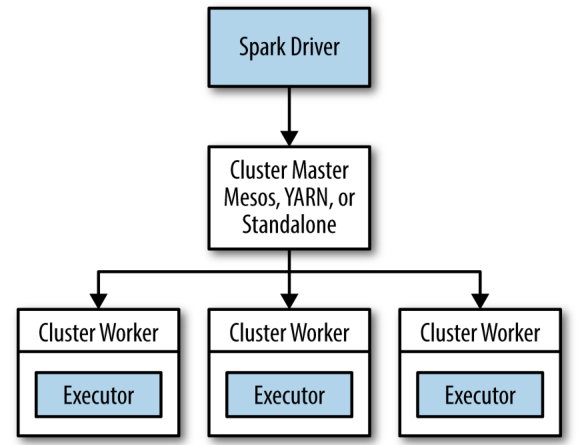 Spark Driver
Cluster Master
Mesos, YARN, or
Standalone
Cluster Worker
Executor
Cluster Worker
Executor
Cluster Worker
Executor